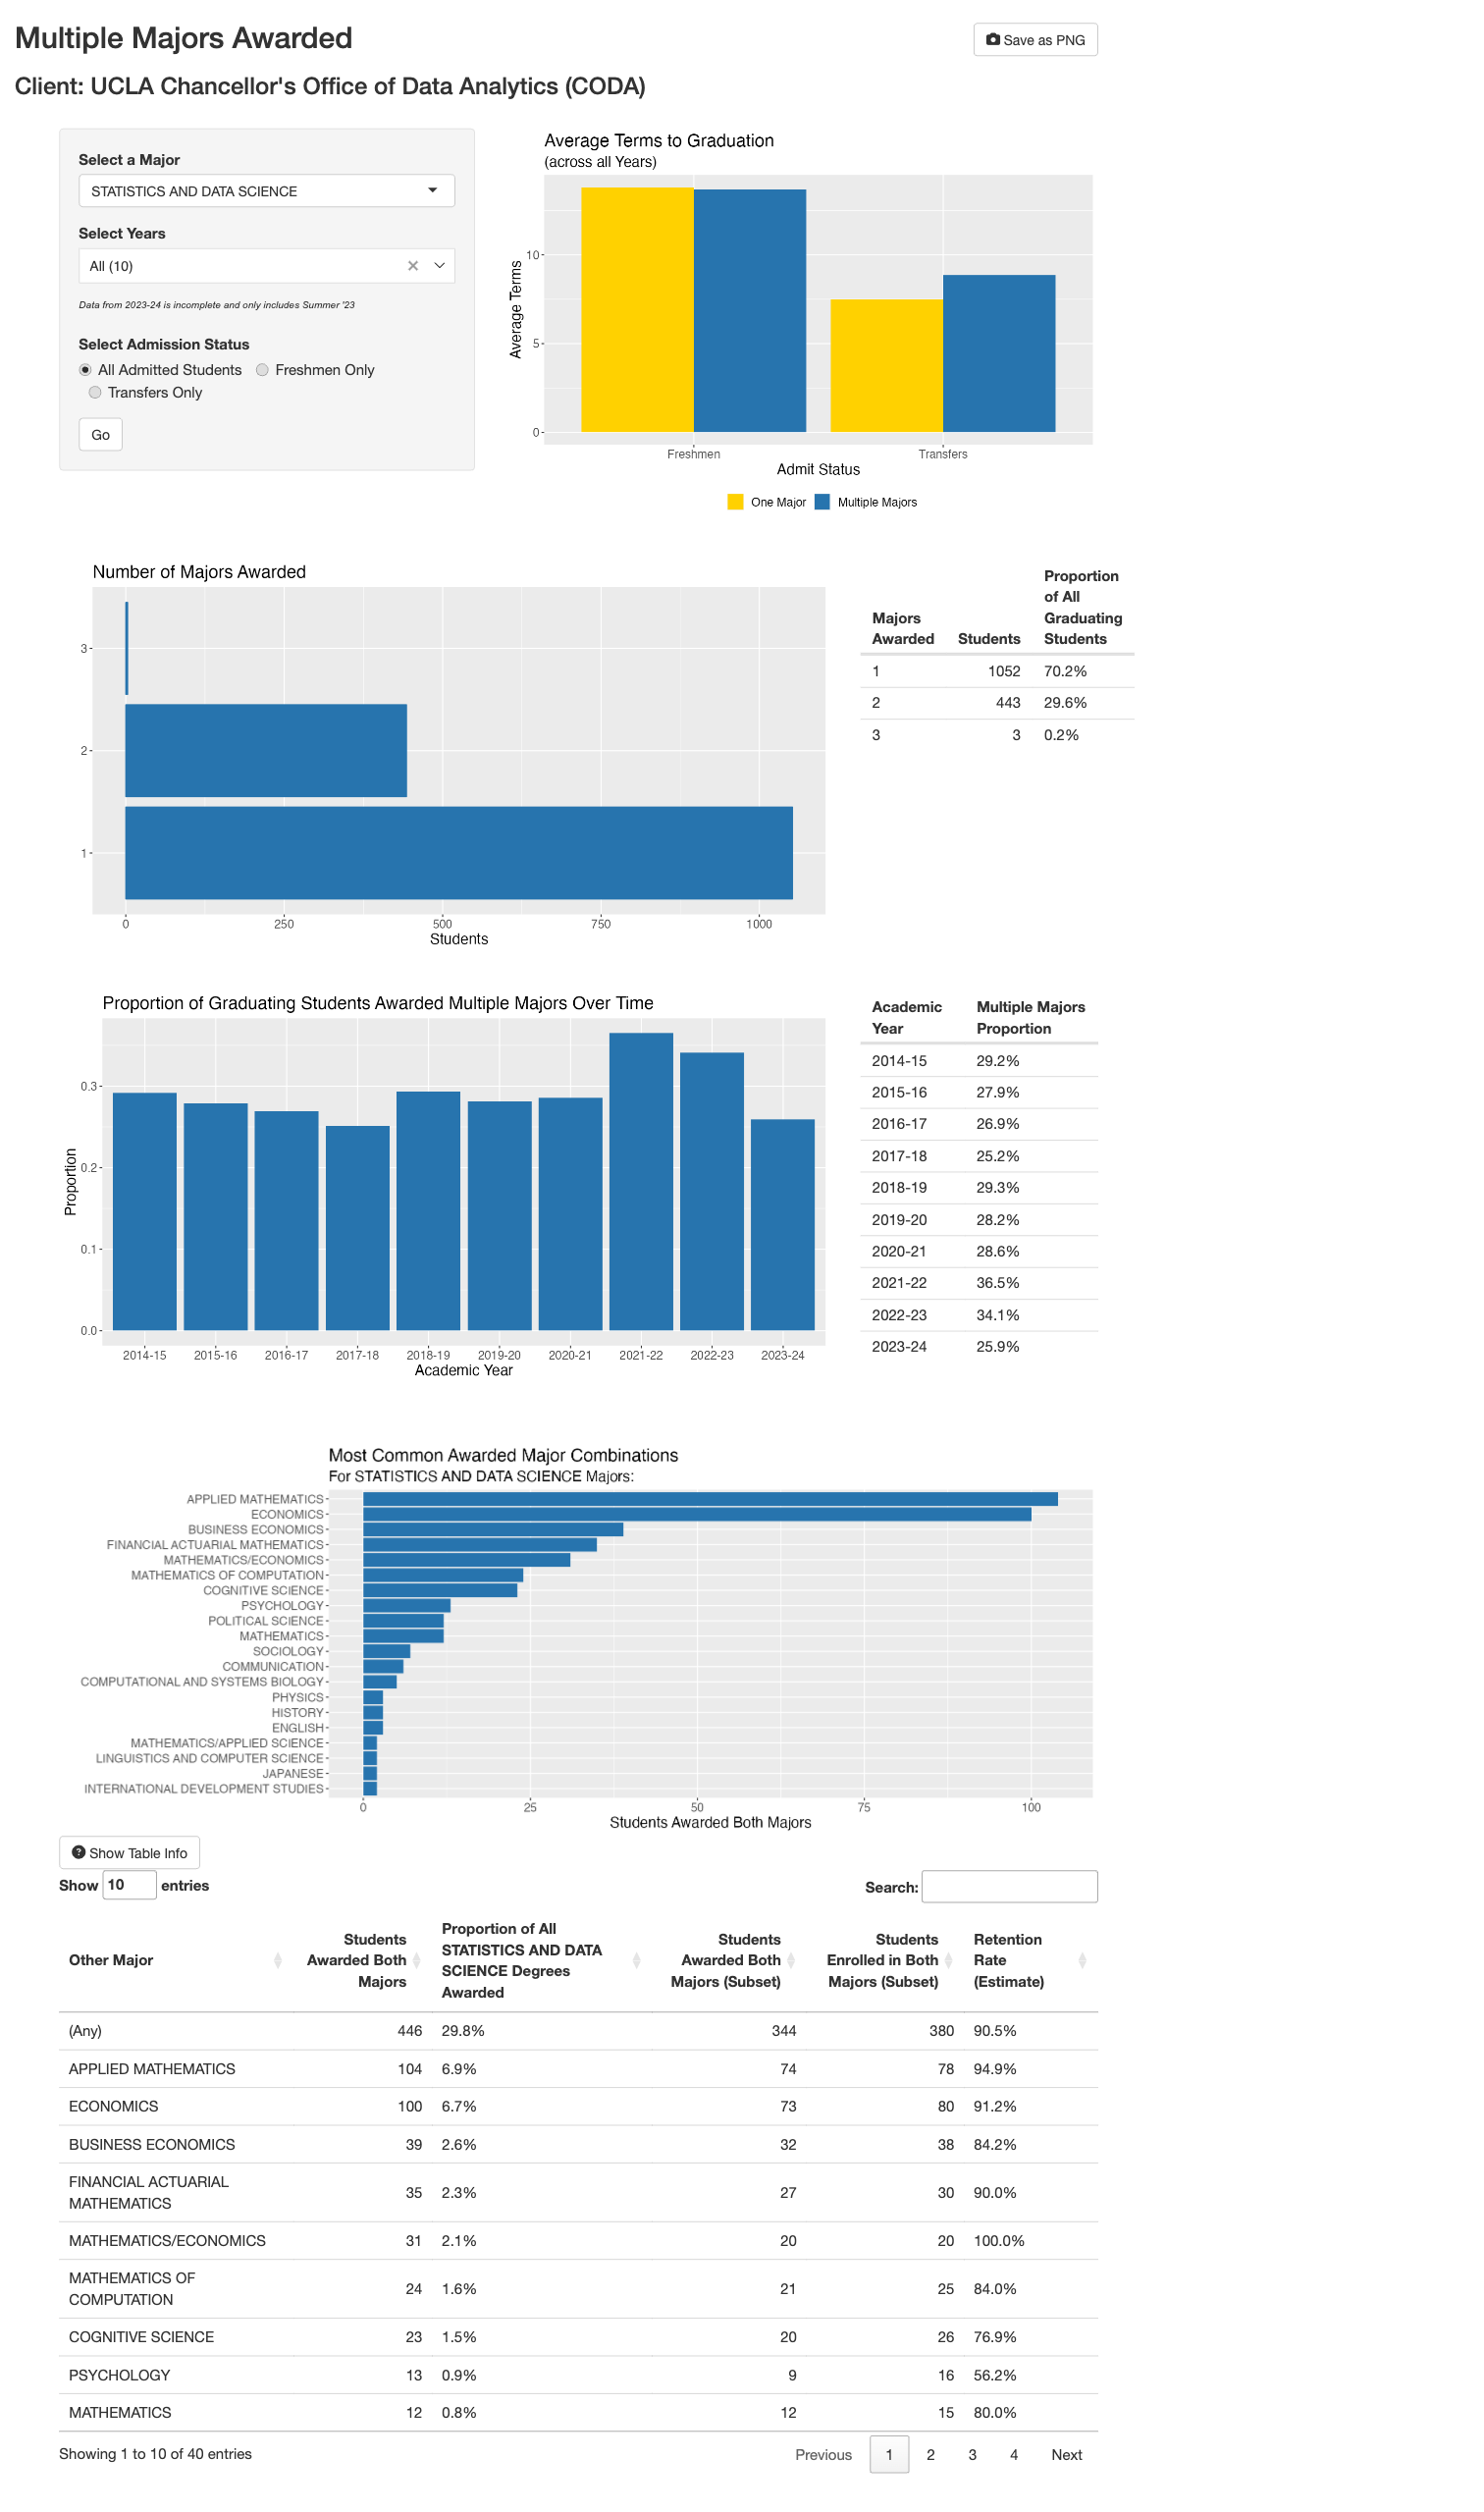 Multiple Majors Awarded
Save as PNG
Client: UCLA Chancellor's Office of Data Analytics (CODA)
Select a Major
STATISTICS AND DATA SCIENCE
Select Years
All (10)
Data from 2023-24 is incomplete and only includes Summer '23
Select Admission Status
All Admitted Students Freshmen Only
Transfers Only
Go
Average Terms to Graduation
(across all Years)
Average Terms
10
5
0
Freshmen Transfers
Admit Status
One Major Multiple Majors
Number of Majors Awarded
3
2
1
0 250 500 750 1000
Students
Majors Awarded Students Proportion of All Graduating Students
1 1052 70.2%
2 443 29.6%
3 3 0.2%
Proportion of Graduating Students Awarded Multiple Majors Over Time
Proportion
0.3
0.2
0.1
0.0
2014-15 2015-16 2016-17 2017-18 2018-19 2019-20 2020-21 2021-22 2022-23 2023-24
Academic Year
Academic Year Multiple Majors Proportion
2014-15 29.2%
2015-16 27.9%
2016-17 26.9%
2017-18 25.2%
2018-19 29.3%
2019-20 28.2%
2020-21 28.6%
2021-22 36.5%
2022-23 34.1%
2023-24 25.9%
Most Common Awarded Major Combinations
For STATISTICS AND DATA SCIENCE Majors:
APPLIED MATHEMATICS
ECONOMICS
BUSINESS ECONOMICS
FINANCIAL ACTUARIAL MATHEMATICS
MATHEMATICS/ECONOMICS
MATHEMATICS OF COMPUTATION
COGNITIVE SCIENCE
PSYCHOLOGY
POLITICAL SCIENCE
MATHEMATICS
SOCIOLOGY
COMMUNICATION
COMPUTATIONAL AND SYSTEMS BIOLOGY
PHYSICS
HISTORY
ENGLISH
MATHEMATICS/APPLIED SCIENCE
LINGUISTICS AND COMPUTER SCIENCE
JAPANESE
INTERNATIONAL DEVELOPMENT STUDIES
0 25 50 75 100
Students Awarded Both Majors
Show Table Info
Show 10 entries
Search:
Other Major Students Awarded Both Majors Proportion of All STATISTICS AND DATA SCIENCE Degrees Awarded Students Awarded Both Majors (Subset) Students Enrolled in Both Majors (Subset) Retention Rate (Estimate)
(Any) 446 29.8% 344 380 90.5%
APPLIED MATHEMATICS 104 6.9% 74 78 94.9%
ECONOMICS 100 6.7% 73 80 91.2%
BUSINESS ECONOMICS 39 2.6% 32 38 84.2%
FINANCIAL ACTUARIAL MATHEMATICS 35 2.3% 27 30 90.0%
MATHEMATICS/ECONOMICS 31 2.1% 20 20 100.0%
MATHEMATICS OF COMPUTATION 24 1.6% 21 25 84.0%
COGNITIVE SCIENCE 23 1.5% 20 26 76.9%
PSYCHOLOGY 13 0.9% 9 16 56.2%
MATHEMATICS 12 0.8% 12 15 80.0%
Showing 1 to 10 of 40 entries
Previous 1 2 3 4 Next